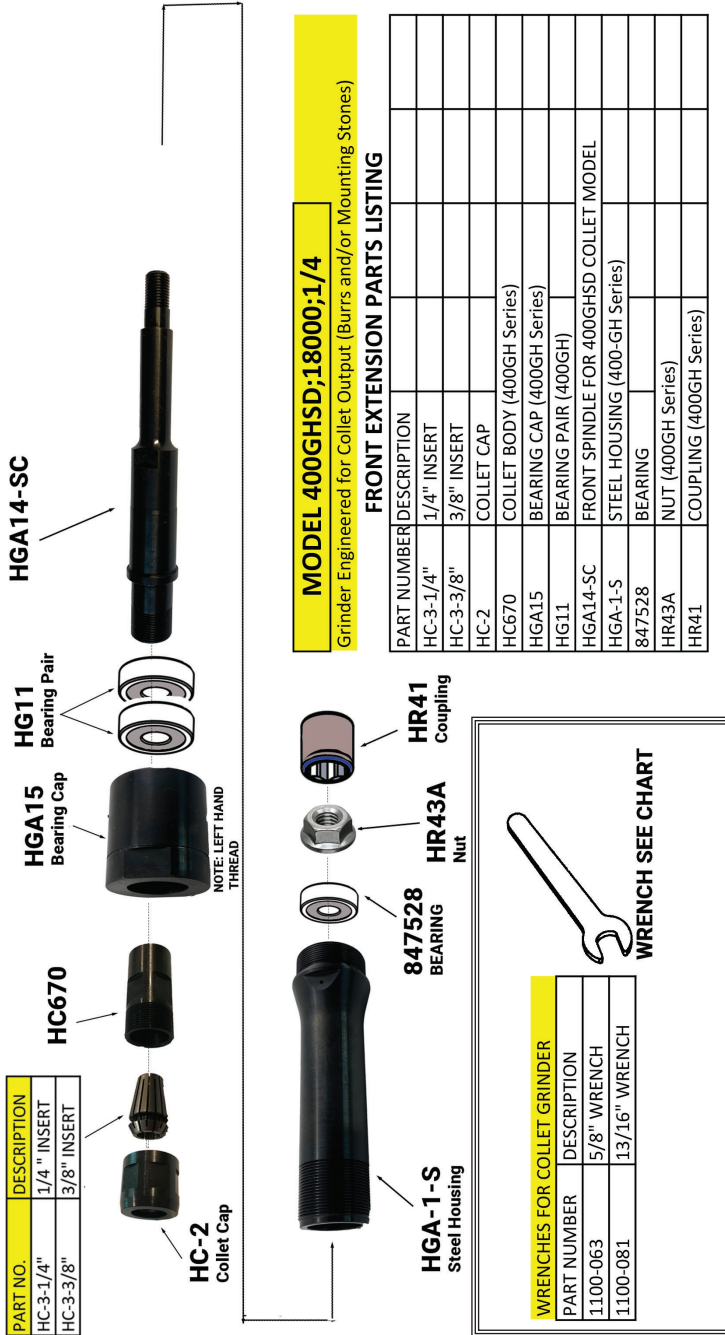 PART NO. DESCRIPTION
HC-3-1/4" 1/4 " INSERT
HC-3-3/8" 3/8" INSERT
HC-2
Collet Cap
HC670
HGA15
Bearing Cap
NOTE: LEFT HAND
THREAD
HG11
Bearing Pair
HGA14-SC
HGA-1-S
Steel Housing
847528
BEARING
HR43A
Nut
HR41
Coupling
MODEL 400GHSD;18000;1/4
Grinder Engineered for Collet Output (Burrs and/or Mounting Stones)
FRONT EXTENSION PARTS LISTING
PART NUMBER DESCRIPTION
HC-3-1/4" 1/4" INSERT
HC-3-3/8" 3/8" INSERT
HC-2 COLLET CAP
HC670 COLLET BODY (400GH Series)
HGA15 BEARING CAP (400GH Series)
HG11 BEARING PAIR (400GH)
HGA14-SC FRONT SPINDLE FOR 400GHSD COLLET MODEL
HGA-1-S STEEL HOUSING (400-GH Series)
847528 BEARING
HR43A NUT (400GH Series)
HR41 COUPLING (400GH Series)
WRENCHES FOR COLLET GRINDER
PART NUMBER DESCRIPTION
1100-063 5/8" WRENCH
1100-081 13/16" WRENCH
WRENCH SEE CHART